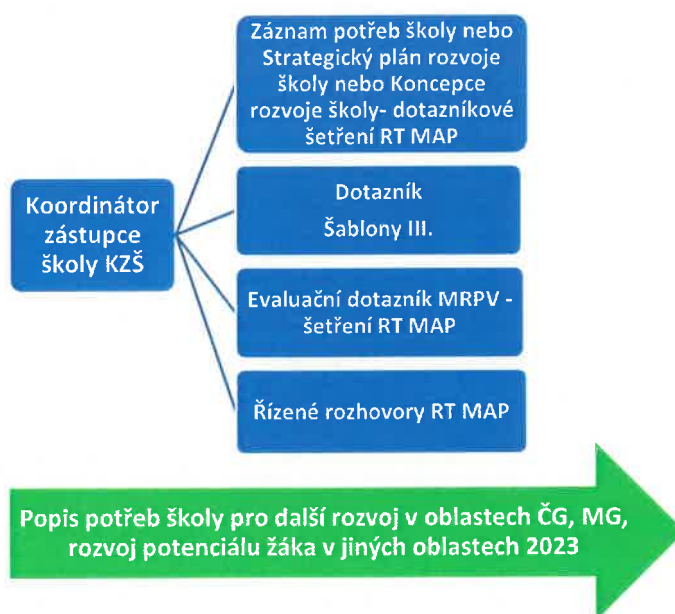 Záznam potřeb školy nebo
Strategický plán rozvoje
školy nebo Koncepce
rozvoje školy- dotazníkové
šetření RT MAP
Koordinátor
zástupce
školy KZŠ
Dotazník
Šablony III.
Evaluační dotazník MRPV -
šetření RT MAP
Řízené rozhovory RT MAP
Popis potřeb školy pro další rozvoj v oblastech ČG, MG,
rozvoj potenciálu žáka v jiných oblastech 2023